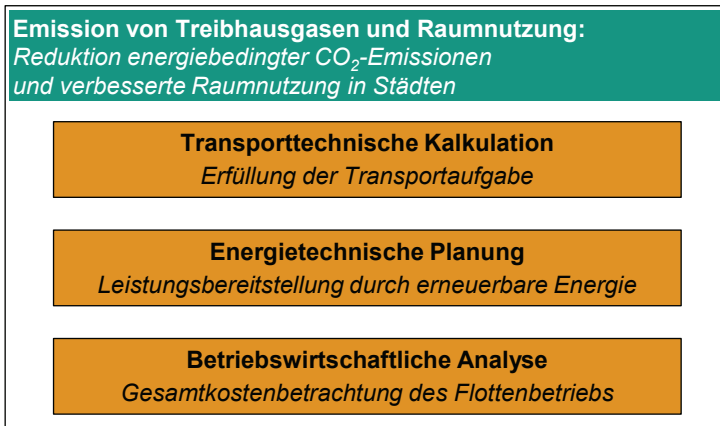 Emission von Treibhausgasen und Raumnutzung:
Reduktion energiebedingter CO₂-Emissionen
und verbesserte Raumnutzung in Städten
Transporttechnische Kalkulation
Erfüllung der Transportaufgabe
Energietechnische Planung
Leistungsbereitstellung durch erneuerbare Energie
Betriebswirtschaftliche Analyse
Gesamtkostenbetrachtung des Flottenbetriebs